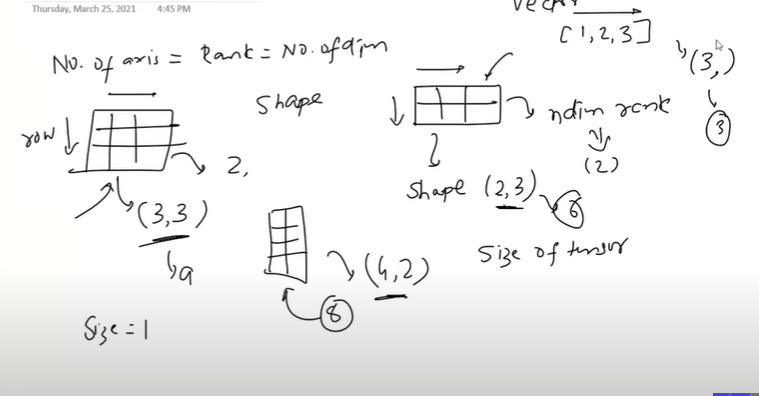 Thursday, March 25, 2021 4:45 PM
Vector
[1, 2, 3]
(3,)
3
No. of axis = Rank = No. of dim
Shape
row
2,
ndim rank
(2)
(3,3)
9
Shape (2,3)
6
Size of tensor
(4,2)
8
Size = 1